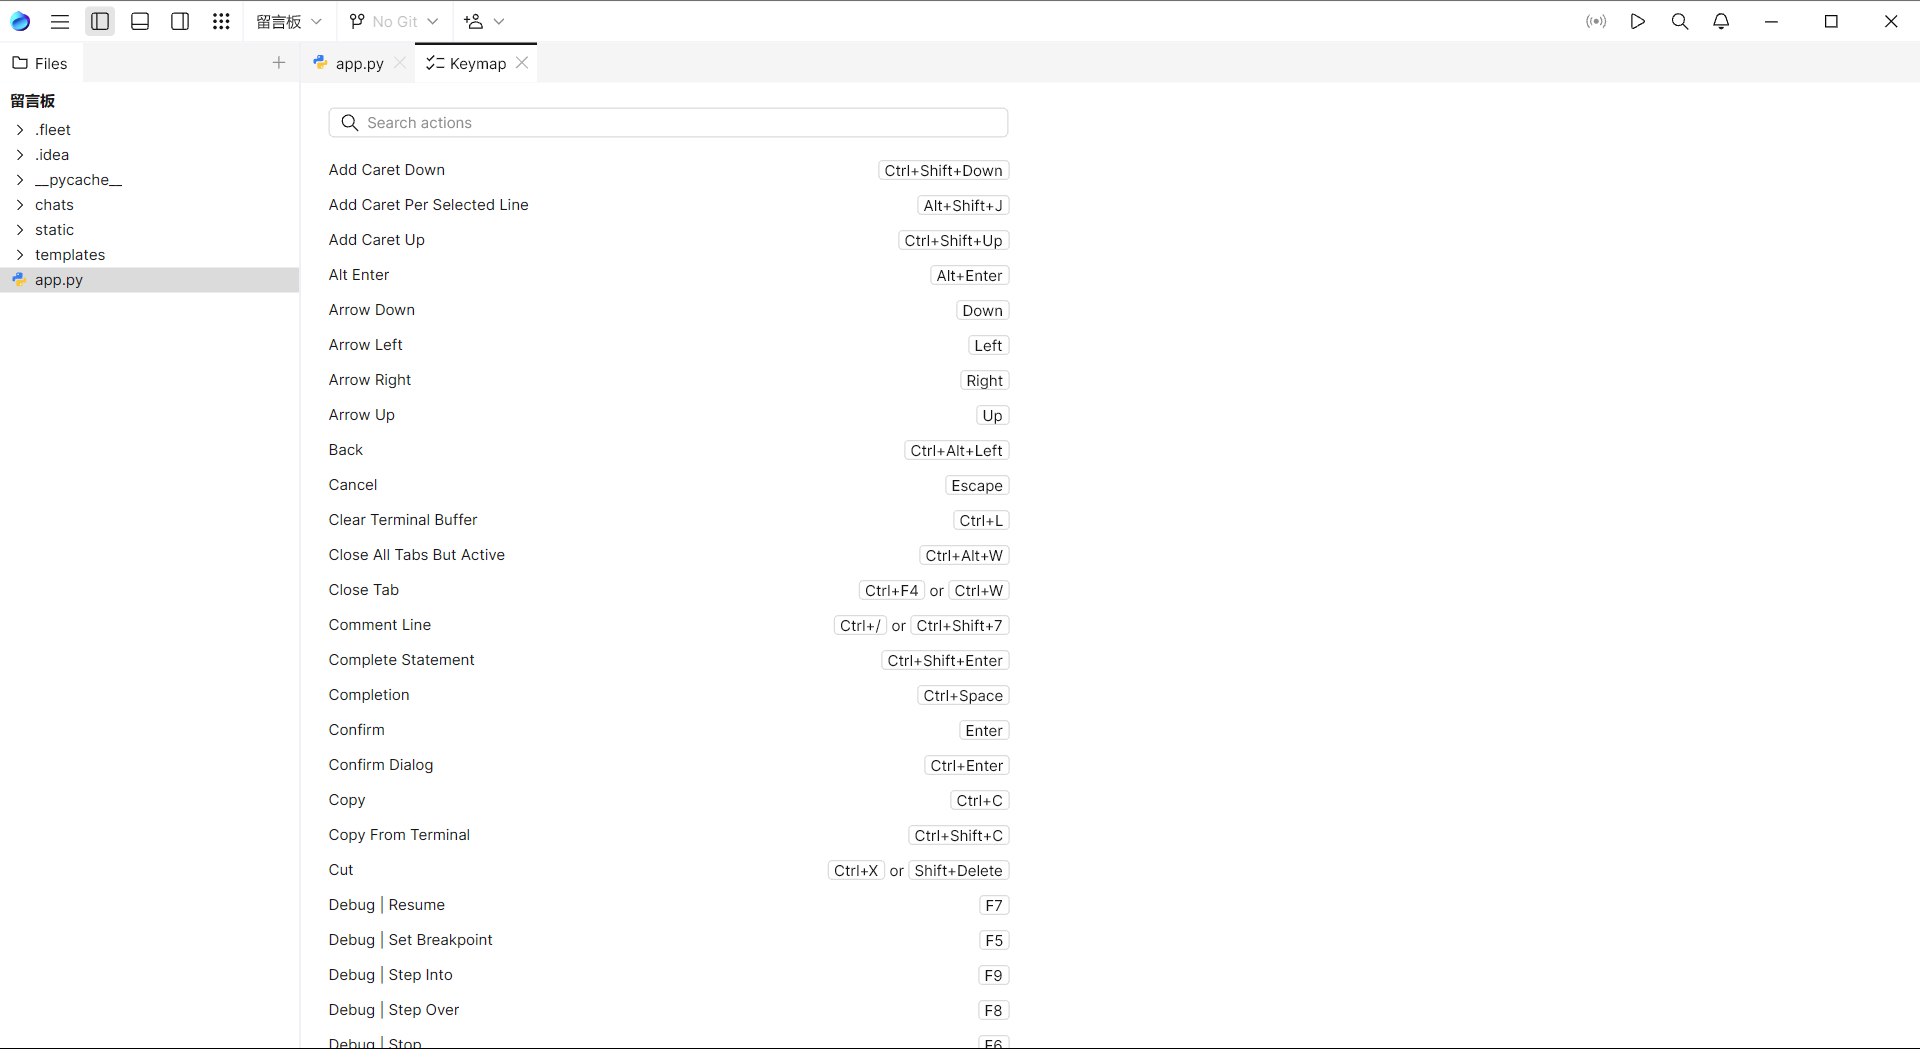 留言板
No Git
Files
app.py
Keymap
留言板
.fleet
.idea
__pycache__
chats
static
templates
app.py
Search actions
Add Caret Down Ctrl+Shift+Down
Add Caret Per Selected Line Alt+Shift+J
Add Caret Up Ctrl+Shift+Up
Alt Enter Alt+Enter
Arrow Down Down
Arrow Left Left
Arrow Right Right
Arrow Up Up
Back Ctrl+Alt+Left
Cancel Escape
Clear Terminal Buffer Ctrl+L
Close All Tabs But Active Ctrl+Alt+W
Close Tab Ctrl+F4 or Ctrl+W
Comment Line Ctrl+/ or Ctrl+Shift+7
Complete Statement Ctrl+Shift+Enter
Completion Ctrl+Space
Confirm Enter
Confirm Dialog Ctrl+Enter
Copy Ctrl+C
Copy From Terminal Ctrl+Shift+C
Cut Ctrl+X or Shift+Delete
Debug | Resume F7
Debug | Set Breakpoint F5
Debug | Step Into F9
Debug | Step Over F8
Debug | Stop F6